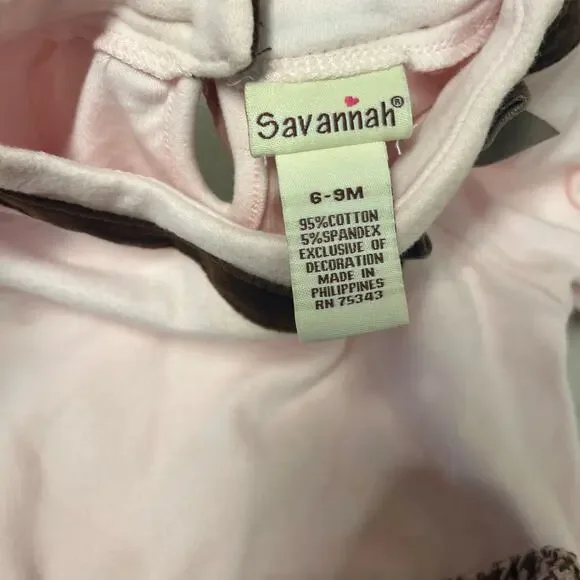 Savannah®
6-9M
95%COTTON
5%SPANDEX
EXCLUSIVE OF
DECORATION
MADE IN
PHILIPPINES
RN 75343